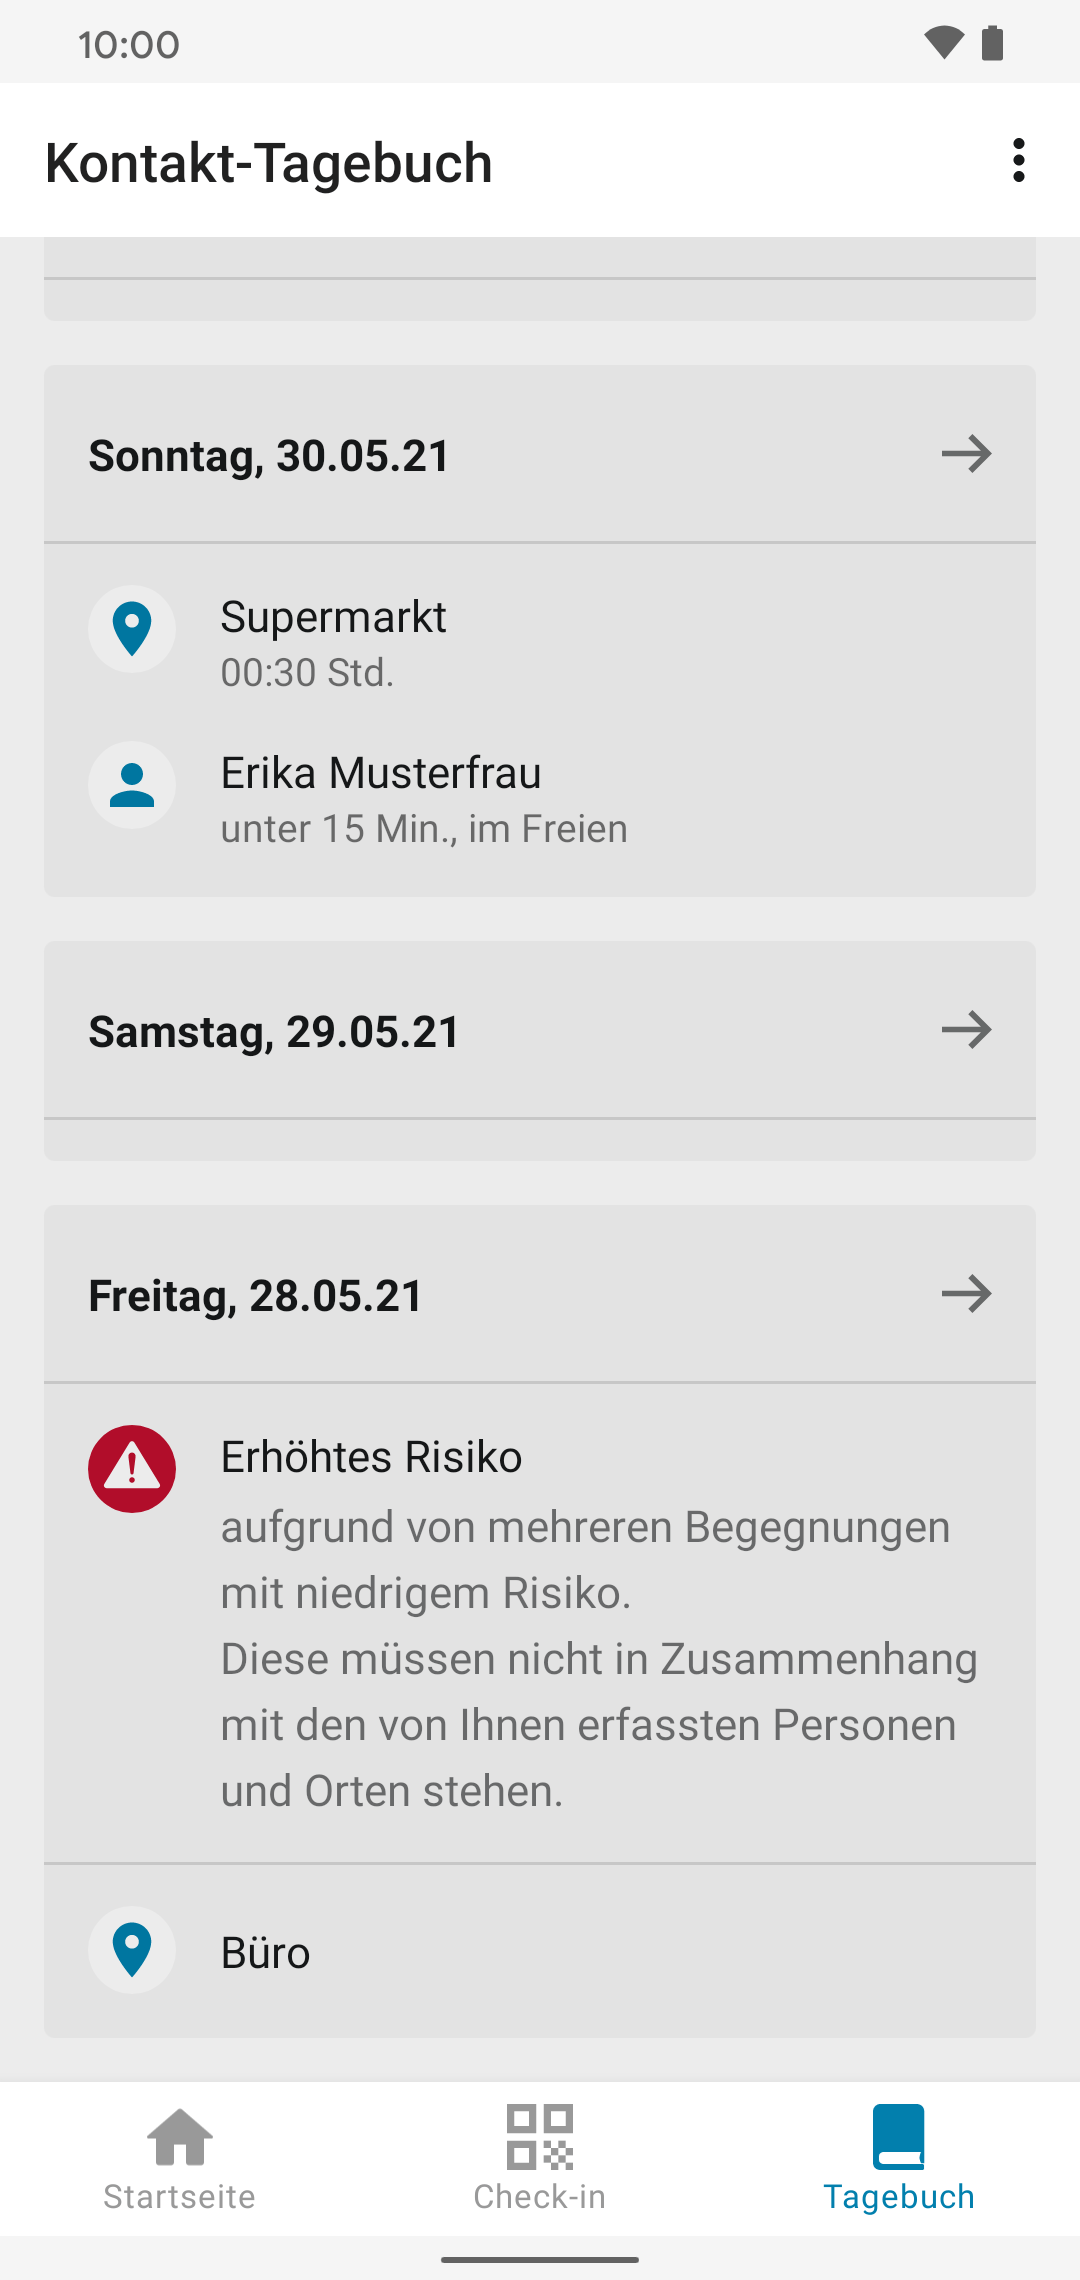 10:00
Kontakt-Tagebuch
Sonntag, 30.05.21
Supermarkt
00:30 Std.
Erika Musterfrau
unter 15 Min., im Freien
Samstag, 29.05.21
Freitag, 28.05.21
Erhöhtes Risiko
aufgrund von mehreren Begegnungen
mit niedrigem Risiko.
Diese müssen nicht in Zusammenhang
mit den von Ihnen erfassten Personen
und Orten stehen.
Büro
Startseite
Check-in
Tagebuch